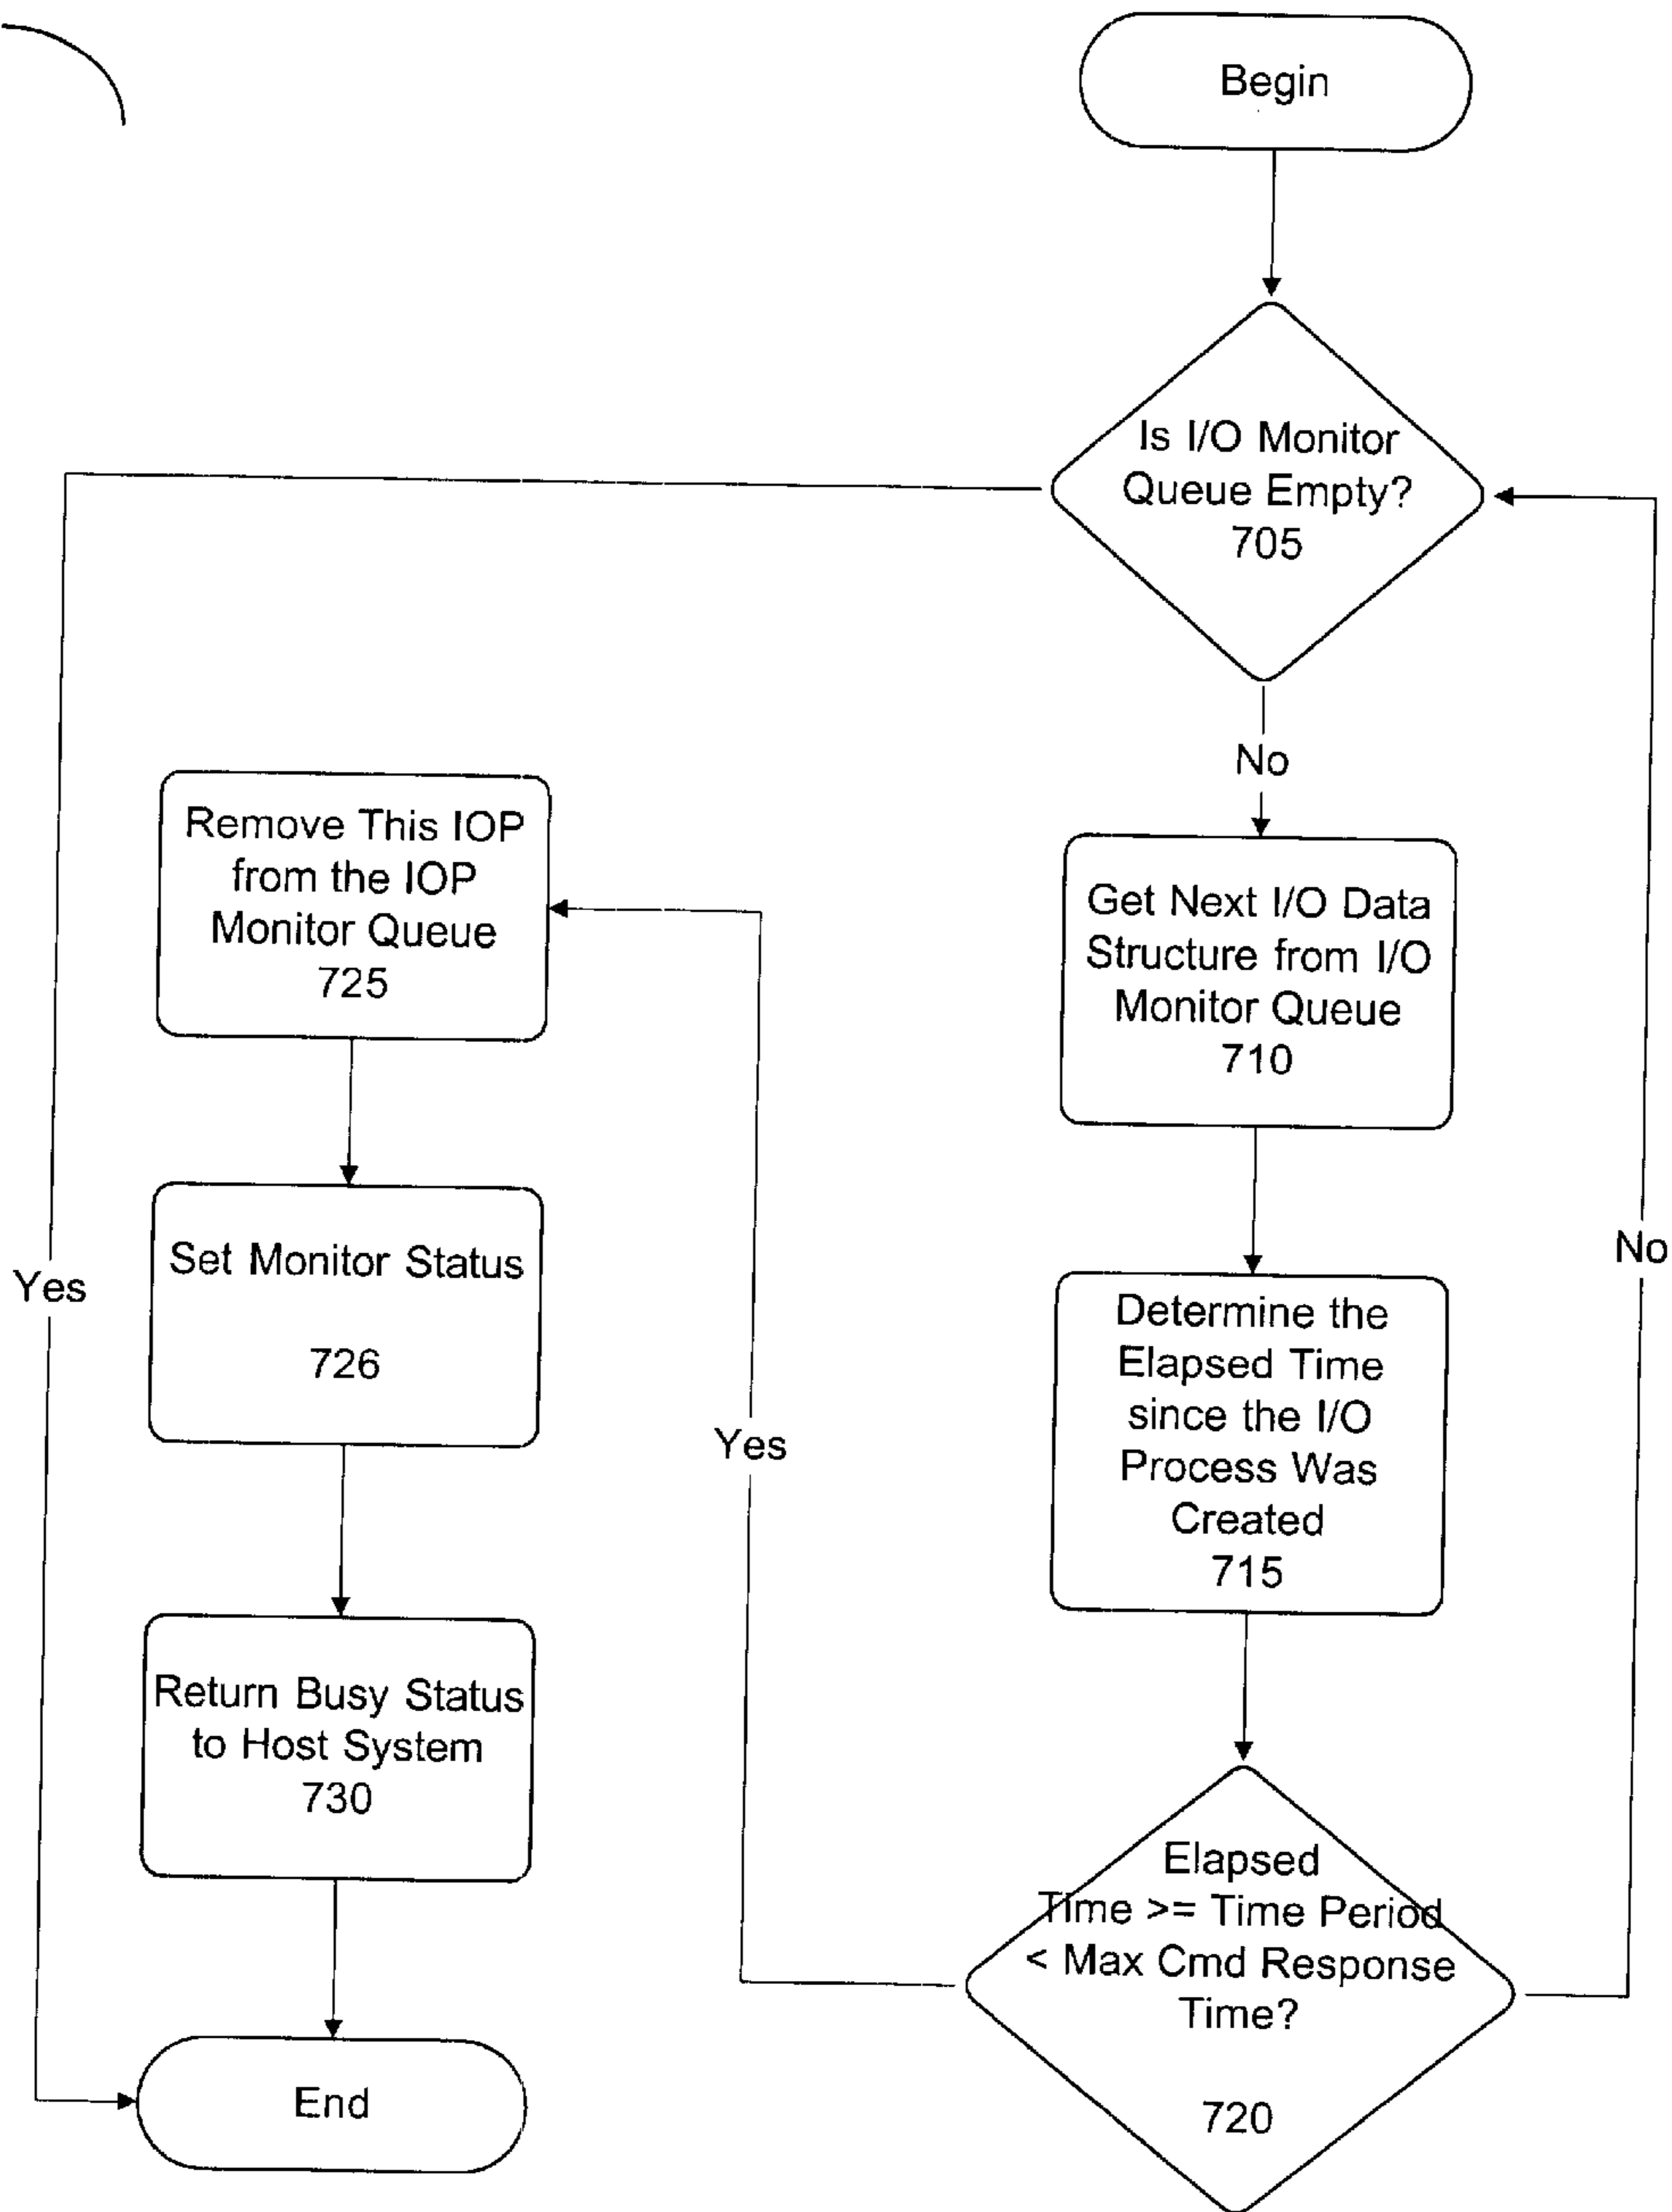 Begin
Is I/O Monitor
Queue Empty?
705
No
Get Next I/O Data
Structure from I/O
Monitor Queue
710
Determine the
Elapsed Time
since the I/O
Process Was
Created
715
Elapsed
Time >= Time Period
< Max Cmd Response
Time?
720
No
Yes
Remove This IOP
from the IOP
Monitor Queue
725
Set Monitor Status
726
Return Busy Status
to Host System
730
Yes
End